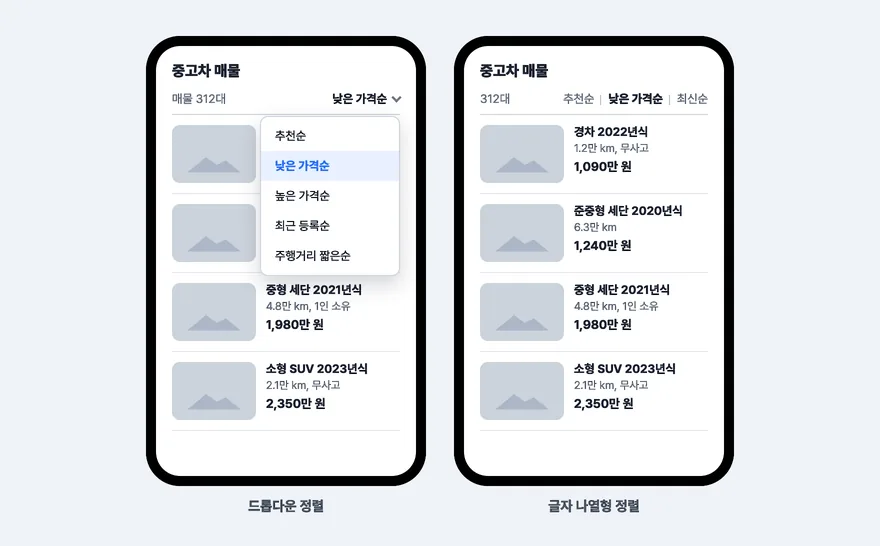 중고차 매물
매물 312대
낮은 가격순
추천순
낮은 가격순
높은 가격순
최근 등록순
주행거리 짧은순
중형 세단 2021년식
4.8만 km, 1인 소유
1,980만 원
소형 SUV 2023년식
2.1만 km, 무사고
2,350만 원
드롭다운 정렬
중고차 매물
312대
추천순 | 낮은 가격순 | 최신순
경차 2022년식
1.2만 km, 무사고
1,090만 원
준중형 세단 2020년식
6.3만 km
1,240만 원
중형 세단 2021년식
4.8만 km, 1인 소유
1,980만 원
소형 SUV 2023년식
2.1만 km, 무사고
2,350만 원
글자 나열형 정렬